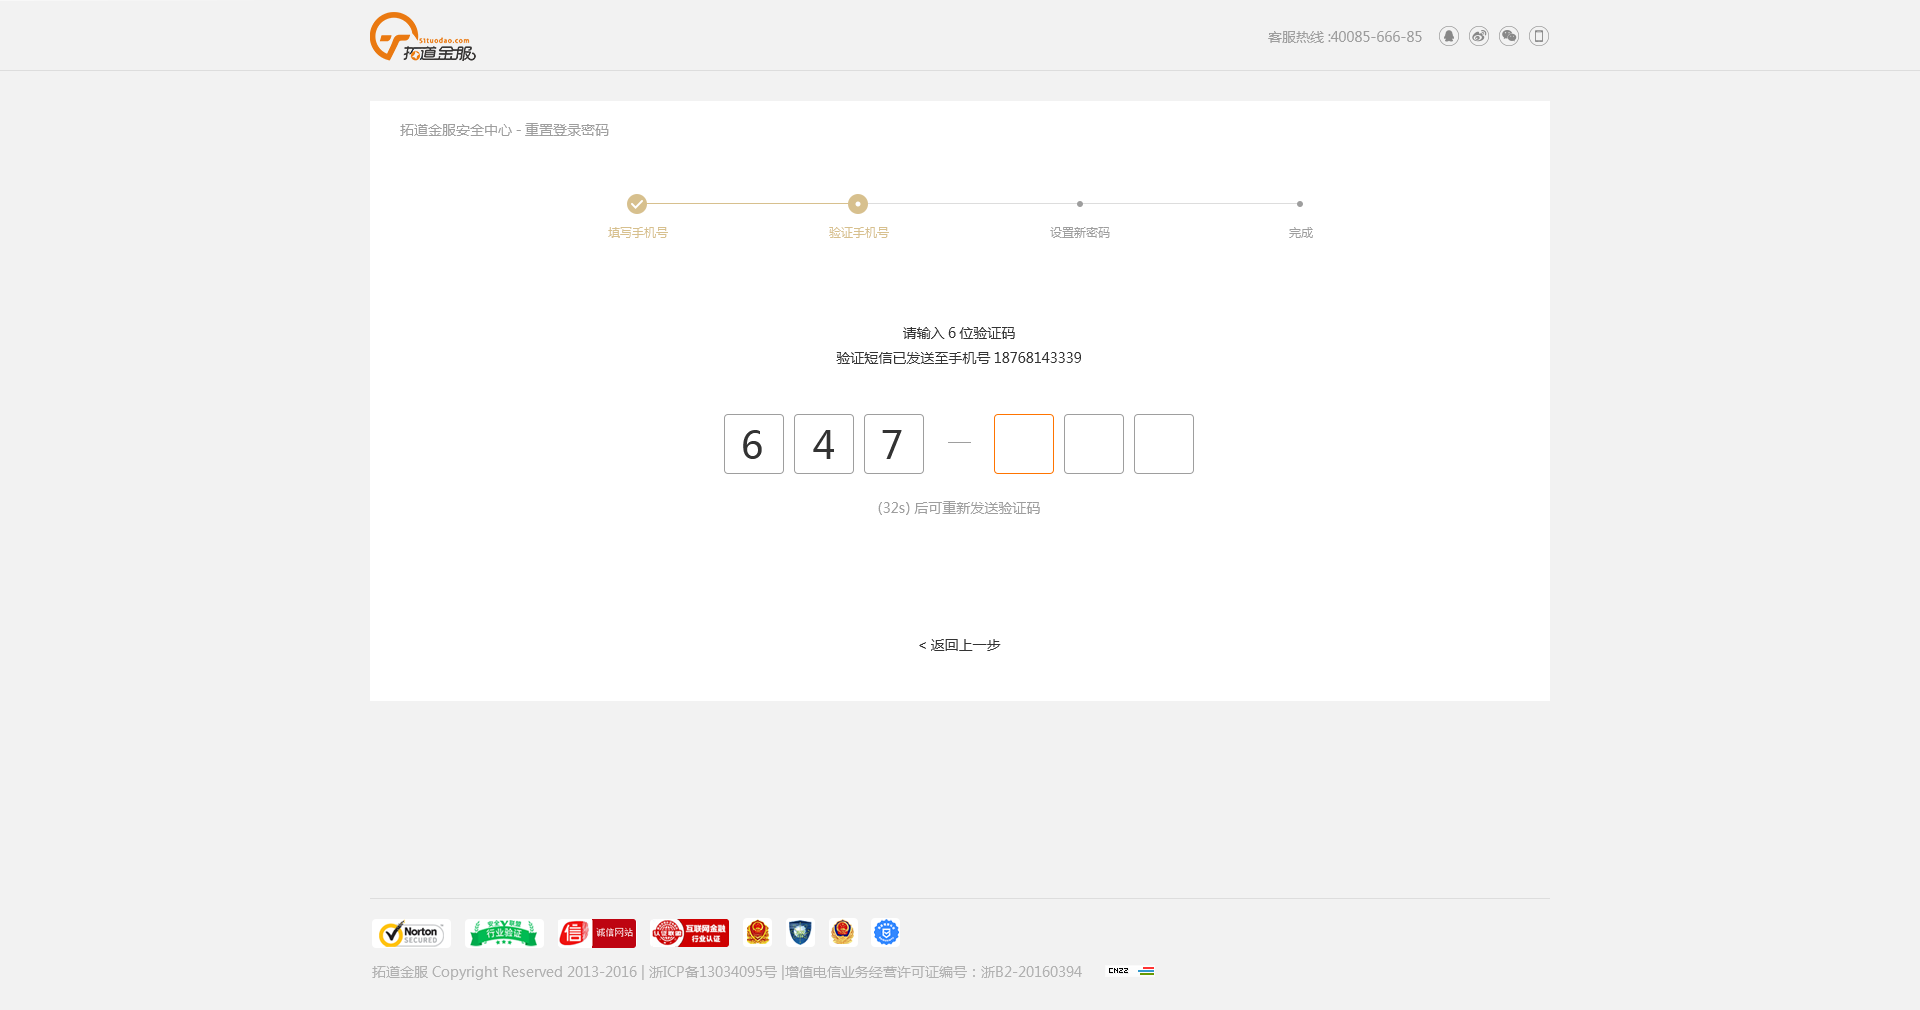 51tuodao.com
拓道金服
客服热线 :40085-666-85
拓道金服安全中心 - 重置登录密码
填写手机号
验证手机号
设置新密码
完成
请输入 6 位验证码
验证短信已发送至手机号 18768143339
6 4 7 —
(32s) 后可重新发送验证码
< 返回上一步
Norton
SECURED
安全联盟
行业验证
信 诚信网站
互联网金融
行业认证
拓道金服 Copyright Reserved 2013-2016 | 浙ICP备13034095号 |增值电信业务经营许可证编号：浙B2-20160394
CNZZ